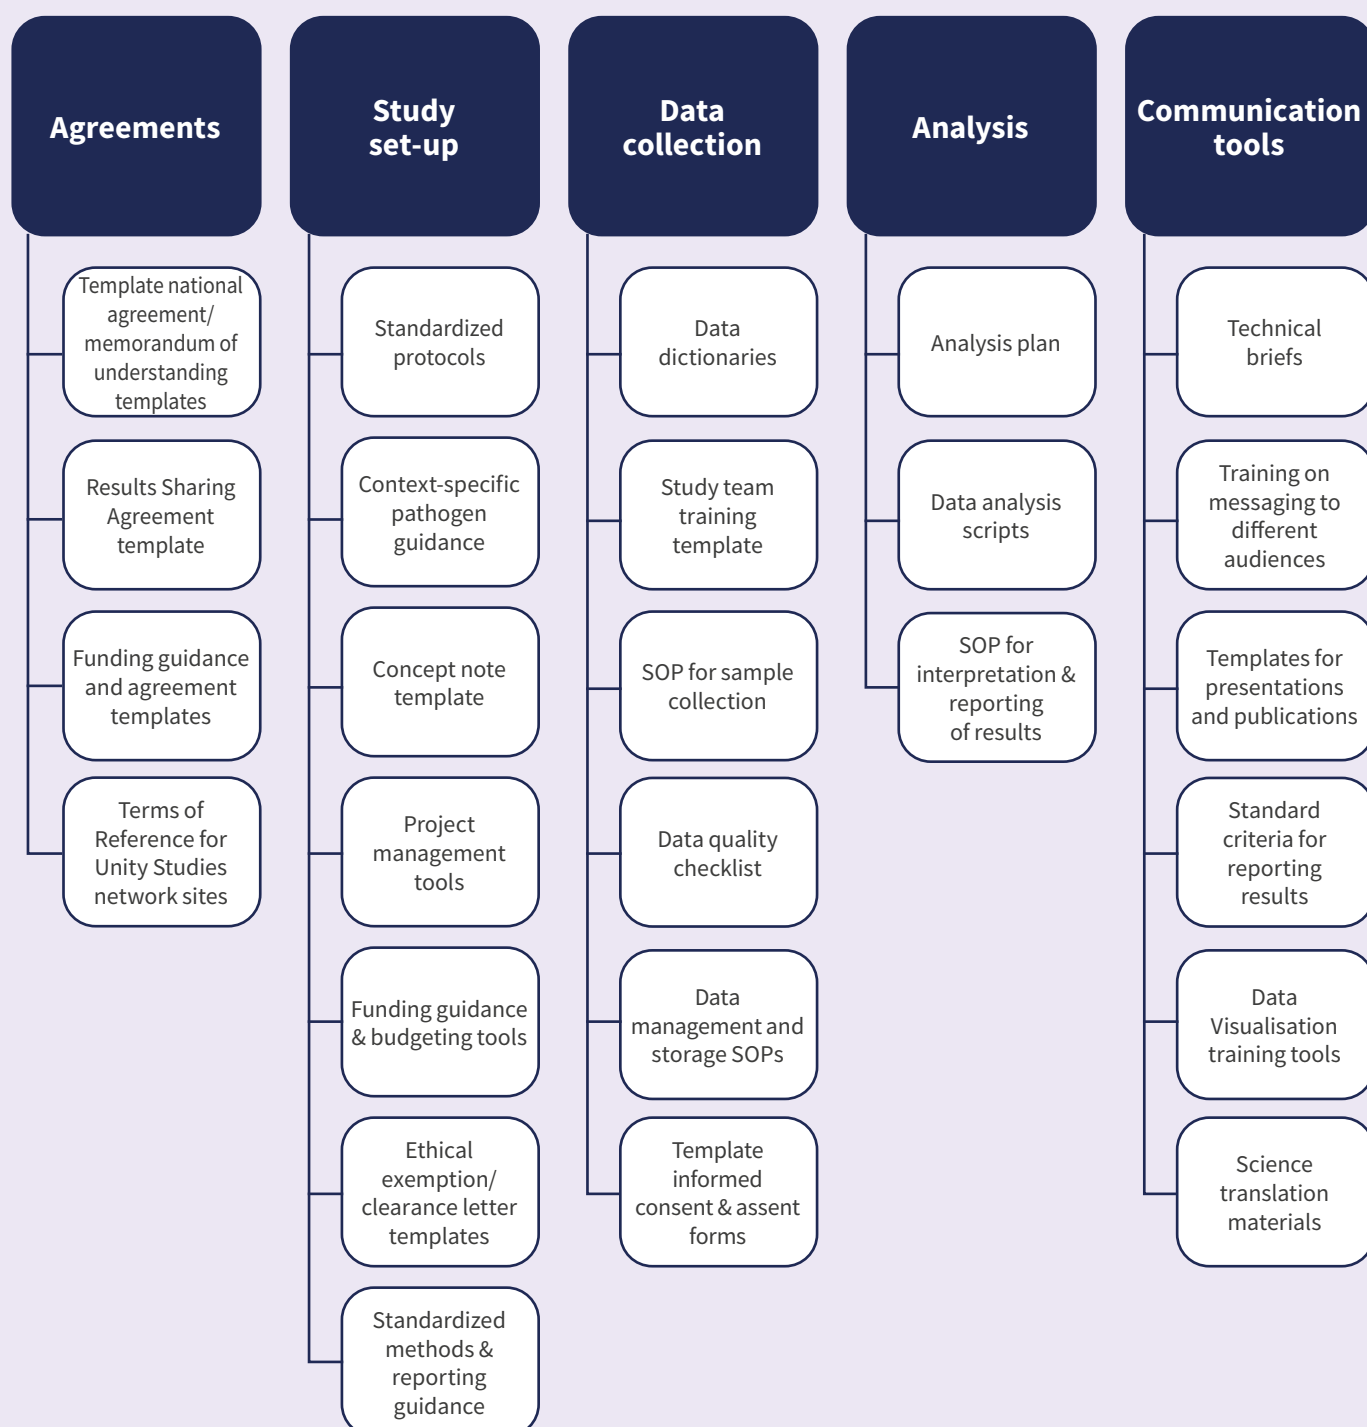 Agreements
Template national
agreement/
memorandum of
understanding
templates
Results Sharing
Agreement
template
Funding guidance
and agreement
templates
Terms of
Reference for
Unity Studies
network sites
Study
set-up
Standardized
protocols
Context-specific
pathogen
guidance
Concept note
template
Project
management
tools
Funding guidance
& budgeting tools
Ethical
exemption/
clearance letter
templates
Standardized
methods &
reporting
guidance
Data
collection
Data
dictionaries
Study team
training
template
SOP for sample
collection
Data quality
checklist
Data
management and
storage SOPs
Template
informed
consent & assent
forms
Analysis
Analysis plan
Data analysis
scripts
SOP for
interpretation &
reporting
of results
Communication
tools
Technical
briefs
Training on
messaging to
different
audiences
Templates for
presentations
and publications
Standard
criteria for
reporting
results
Data
Visualisation
training tools
Science
translation
materials